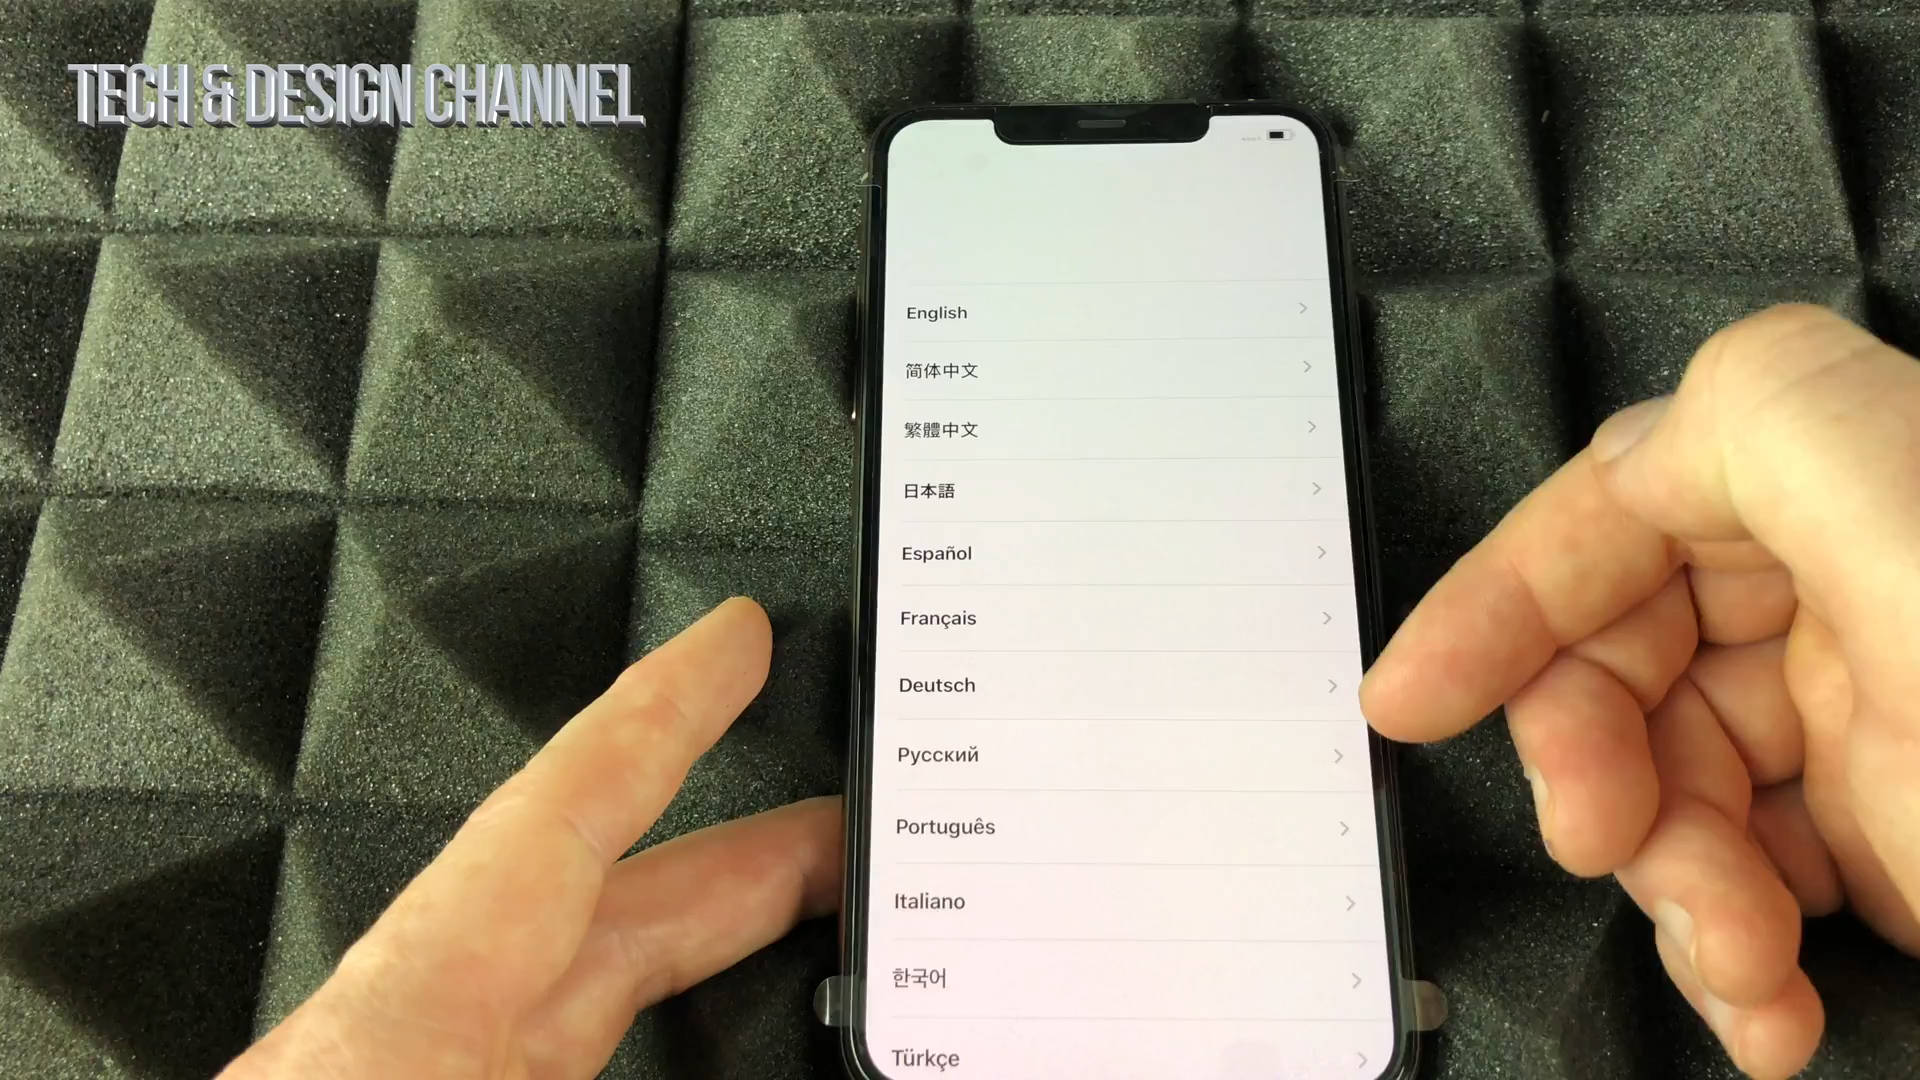 TECH & DESIGN CHANNEL
English
简体中文
繁體中文
日本語
Español
Français
Deutsch
Русский
Português
Italiano
한국어
Türkçe